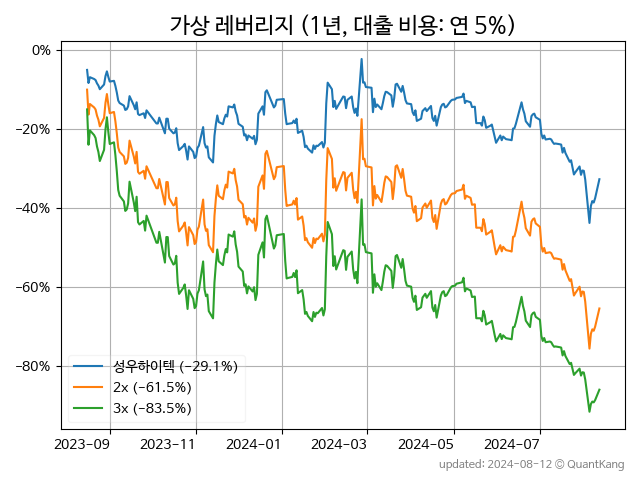 가상 레버리지 (1년, 대출 비용: 연 5%)
0%
−20%
−40%
−60%
−80%
성우하이텍 (−29.1%)
2x (−61.5%)
3x (−83.5%)
2023-09 2023-11 2024-01 2024-03 2024-05 2024-07
updated: 2024-08-12 © QuantKang